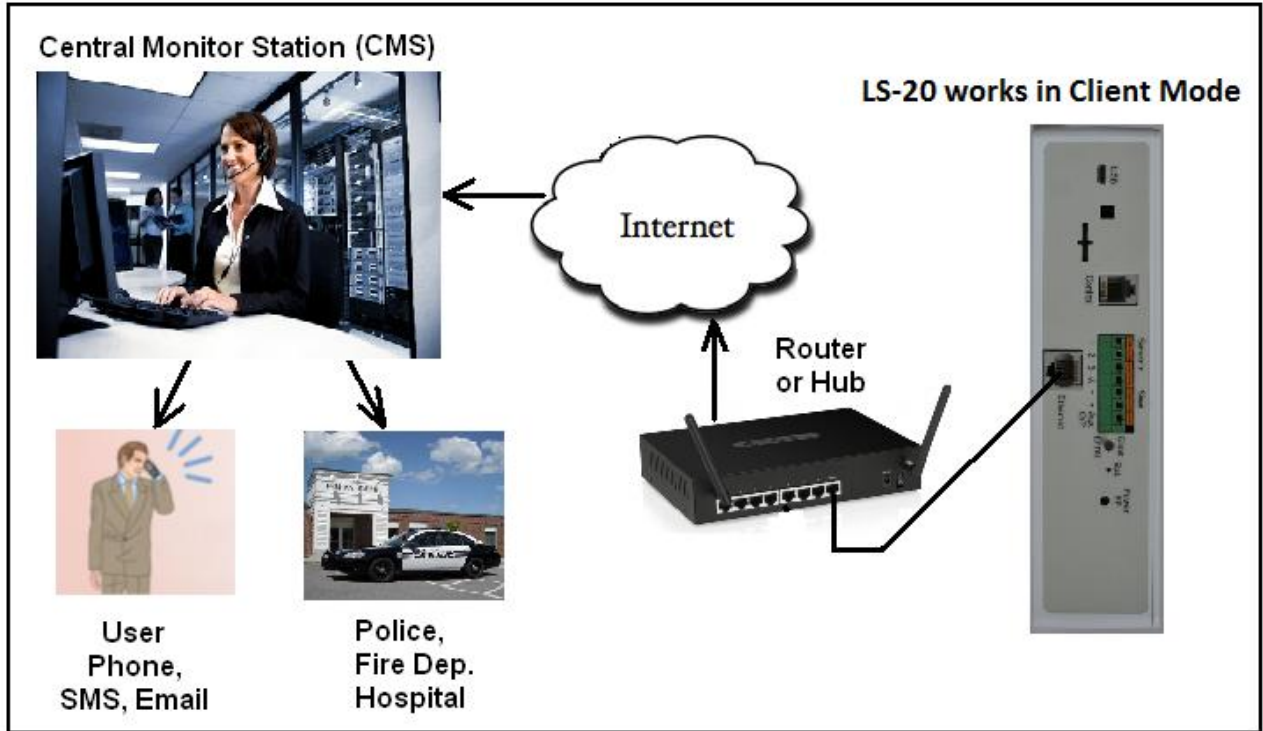 Central Monitor Station (CMS)
LS-20 works in Client Mode
Internet
Router
or Hub
Ethernet
User
Phone,
SMS, Email
Police,
Fire Dep.
Hospital